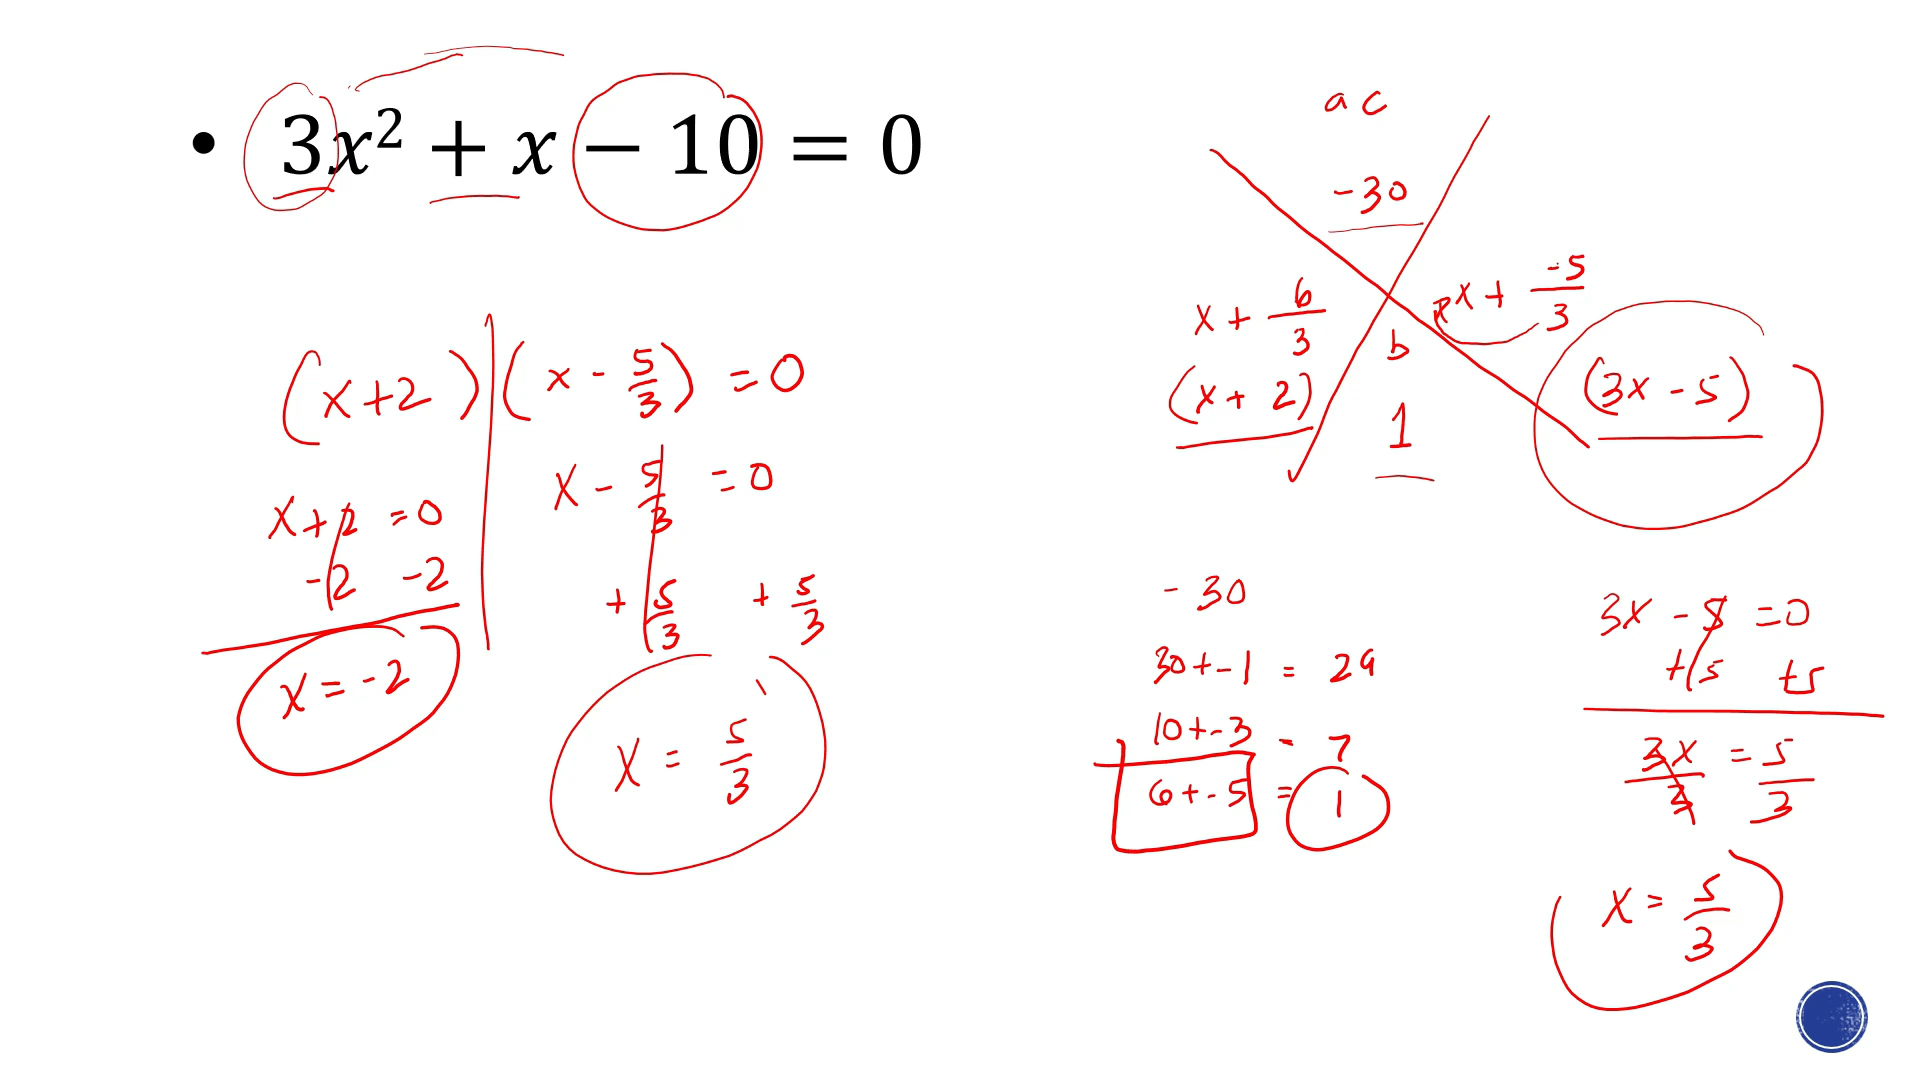 • 3x² + x − 10 = 0
(x+2) (x - 5/3) = 0
x+2 = 0
-2 -2
x = -2
x - 5/3 = 0
+ 5/3 + 5/3
x = 5/3
a c
-30
x + 6/3
x + -5/3
b
(x + 2)
1
(3x - 5)
- 30
30 + -1 = 29
10 + -3 = 7
6 + -5 = 1
3x - 5 = 0
+5 +5
3x/3 = 5/3
x = 5/3